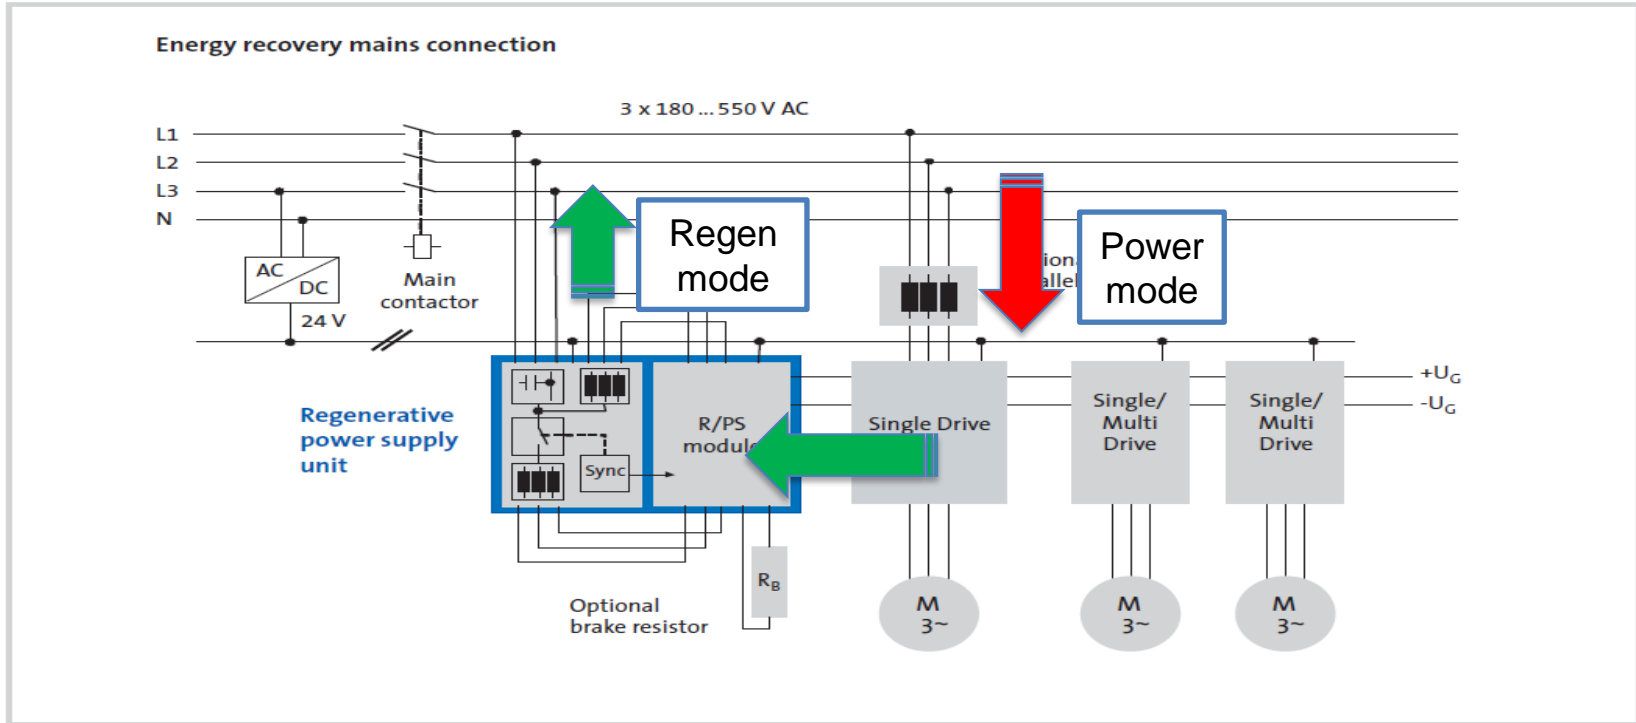 Energy recovery mains connection
3 x 180 ... 550 V AC
L1
L2
L3
N
AC
DC
24 V
Main
contactor
Regen
mode
Power
mode
Regenerative
power supply
unit
Sync
R/PS
module
Single Drive
Single/
Multi
Drive
Single/
Multi
Drive
+UG
-UG
RB
Optional
brake resistor
M
3~
M
3~
M
3~